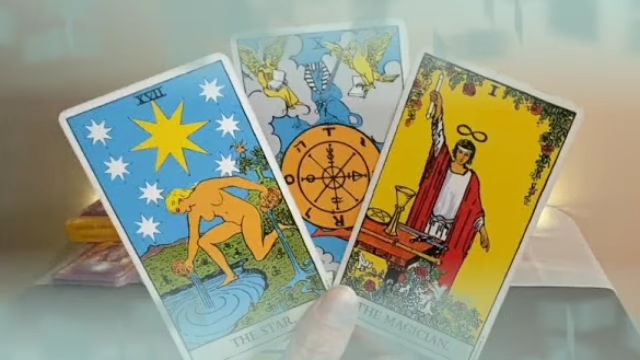 XVII
THE STAR.
X
T
A
R
O
I
THE MAGICIAN.